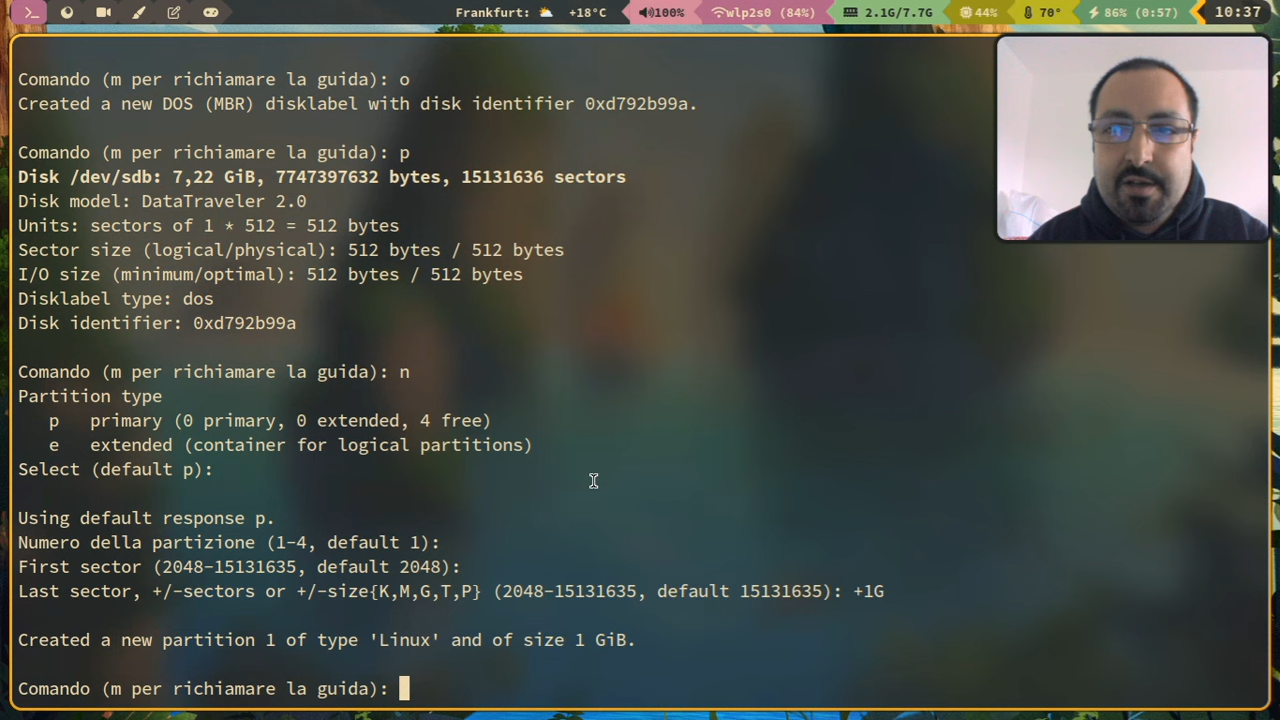 Frankfurt: +18°C 100% wlp2s0 (84%) 2.1G/7.7G 44% 70° 86% (0:57) 10:37
Comando (m per richiamare la guida): o
Created a new DOS (MBR) disklabel with disk identifier 0xd792b99a.
Comando (m per richiamare la guida): p
Disk /dev/sdb: 7,22 GiB, 7747397632 bytes, 15131636 sectors
Disk model: DataTraveler 2.0
Units: sectors of 1 * 512 = 512 bytes
Sector size (logical/physical): 512 bytes / 512 bytes
I/O size (minimum/optimal): 512 bytes / 512 bytes
Disklabel type: dos
Disk identifier: 0xd792b99a
Comando (m per richiamare la guida): n
Partition type
p primary (0 primary, 0 extended, 4 free)
e extended (container for logical partitions)
Select (default p):
Using default response p.
Numero della partizione (1-4, default 1):
First sector (2048-15131635, default 2048):
Last sector, +/-sectors or +/-size{K,M,G,T,P} (2048-15131635, default 15131635): +1G
Created a new partition 1 of type 'Linux' and of size 1 GiB.
Comando (m per richiamare la guida):